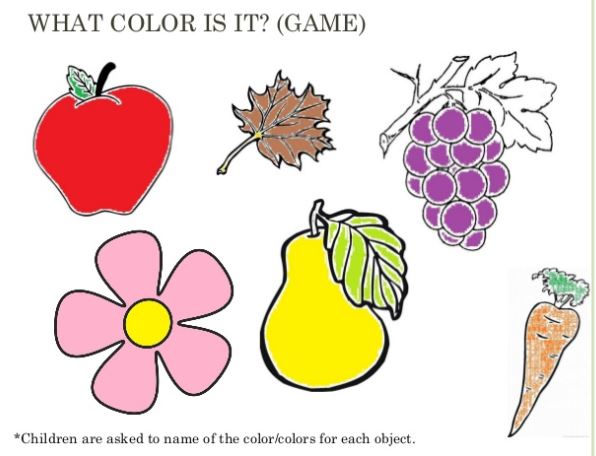 WHAT COLOR IS IT? (GAME)
*Children are asked to name of the color/colors for each object.